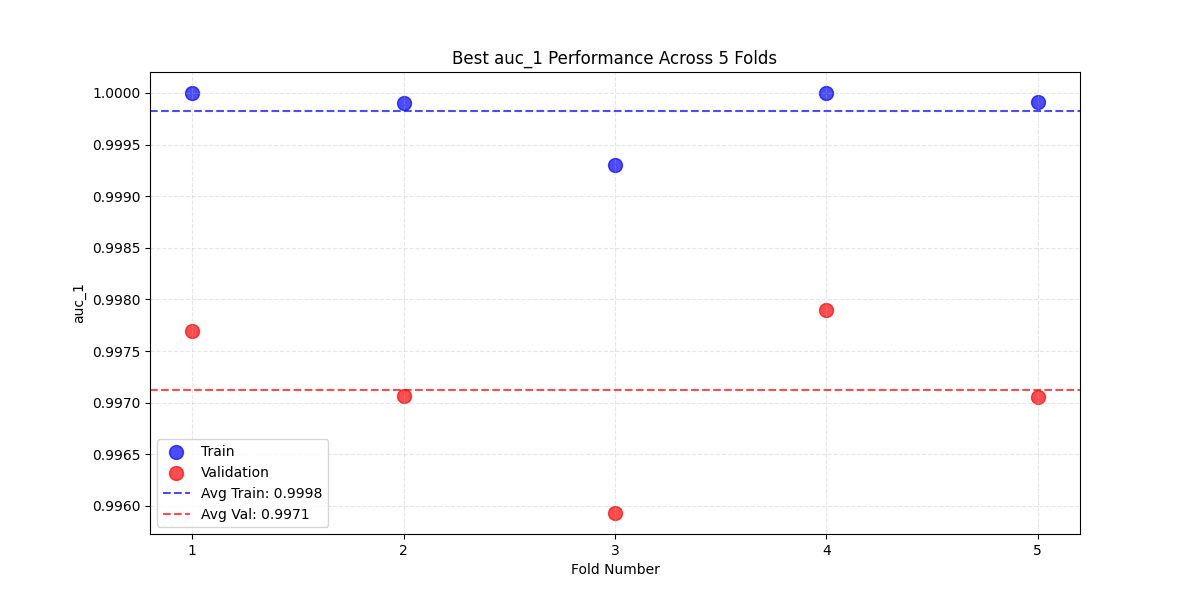 Best auc_1 Performance Across 5 Folds
1.0000
0.9995
0.9990
0.9985
0.9980
0.9975
0.9970
0.9965
0.9960
auc_1
Train
Validation
Avg Train: 0.9998
Avg Val: 0.9971
1 2 3 4 5
Fold Number